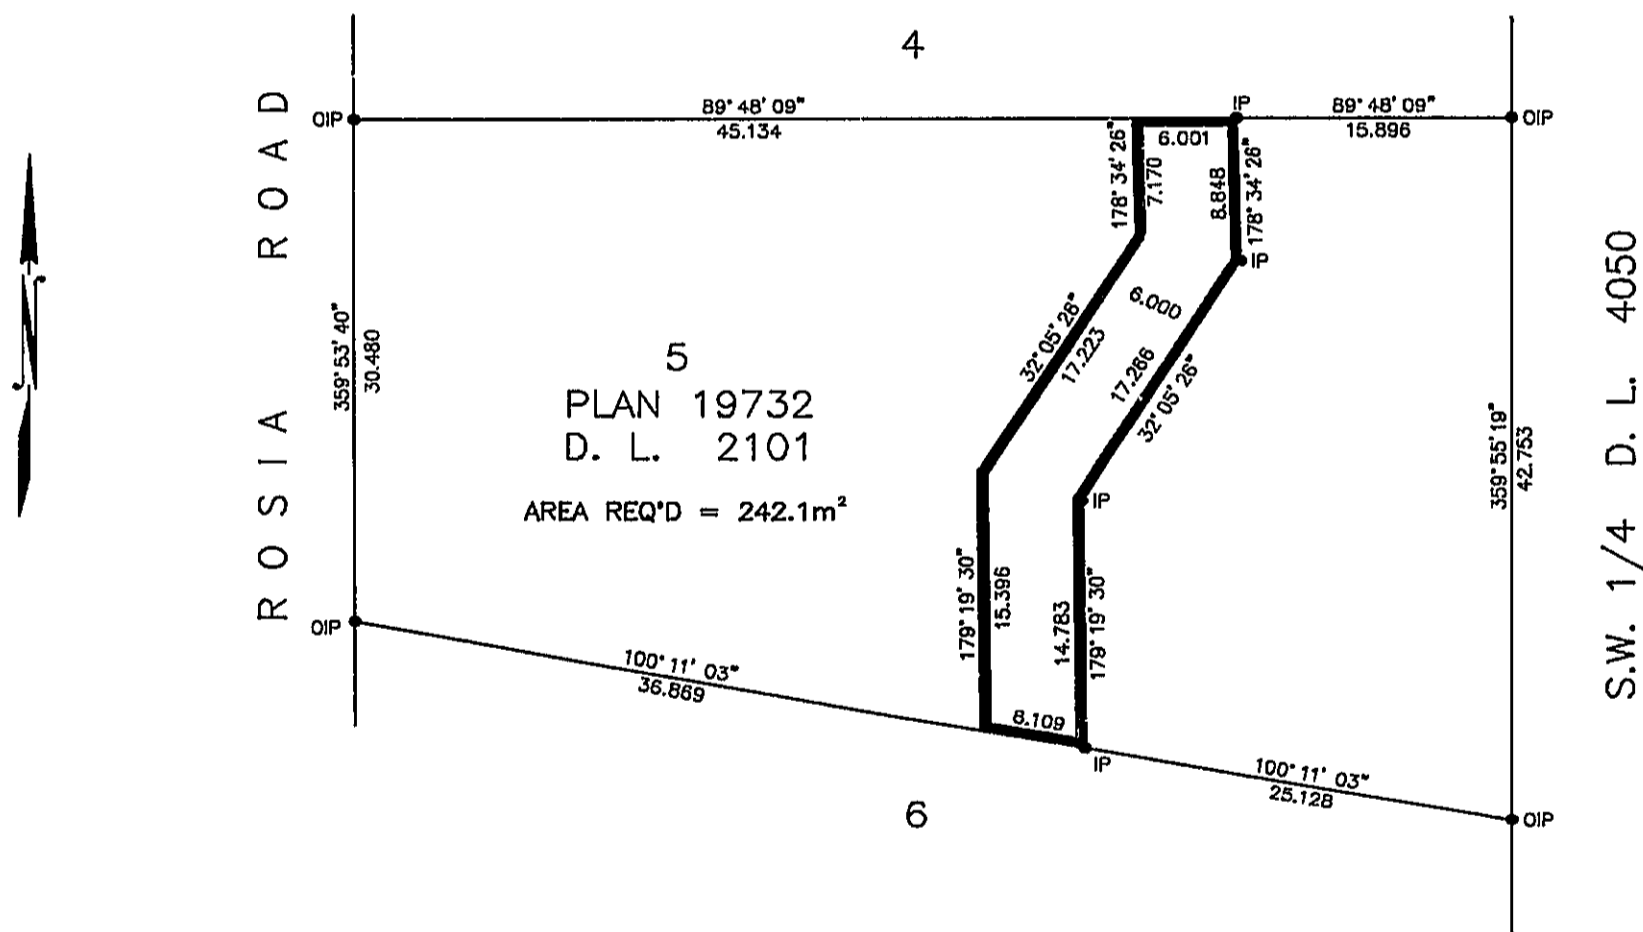 4
ROSIA ROAD
N
OIP
89° 48' 09"
45.134
IP
89° 48' 09"
15.896
OIP
6.001
178° 34' 26"
7.170
8.848
178° 34' 26"
IP
6.000
32° 05' 26"
17.223
17.266
32° 05' 26"
359° 53' 40"
30.480
5
PLAN 19732
D. L. 2101
AREA REQ'D = 242.1m²
IP
359° 55' 19"
42.753
S.W. 1/4 D. L. 4050
179° 19' 30"
15.396
14.783
179° 19' 30"
OIP
100° 11' 03"
36.869
6.109
IP
100° 11' 03"
25.128
OIP
6